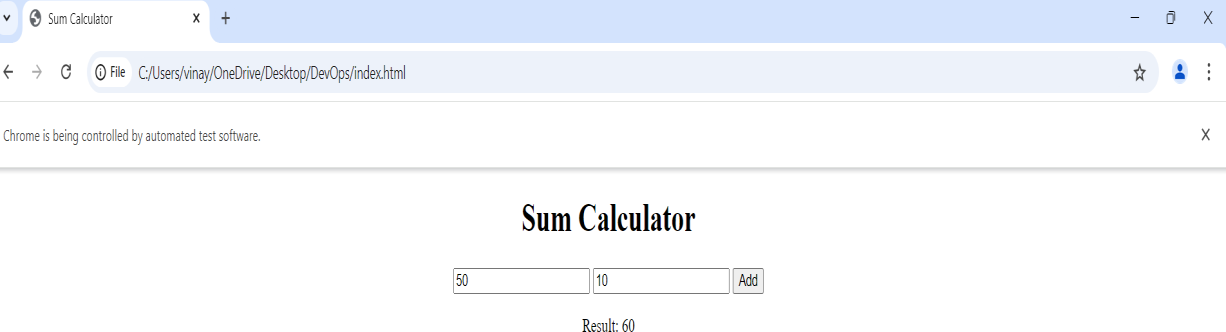 Sum Calculator
File C:/Users/vinay/OneDrive/Desktop/DevOps/index.html
Chrome is being controlled by automated test software.
Sum Calculator
50 10 Add
Result: 60